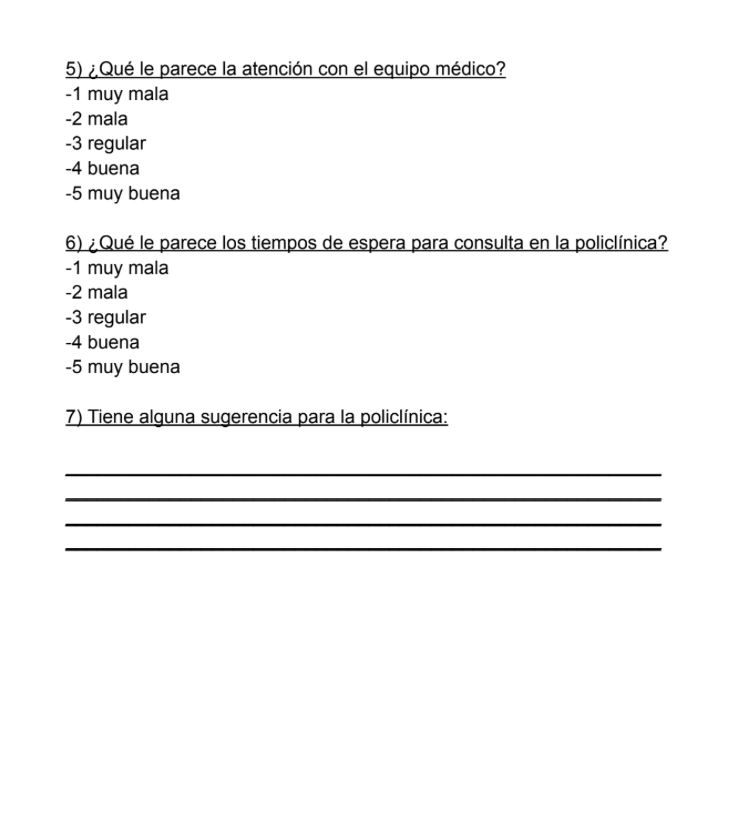 5) ¿Qué le parece la atención con el equipo médico?
-1 muy mala
-2 mala
-3 regular
-4 buena
-5 muy buena
6) ¿Qué le parece los tiempos de espera para consulta en la policlínica?
-1 muy mala
-2 mala
-3 regular
-4 buena
-5 muy buena
7) Tiene alguna sugerencia para la policlínica: